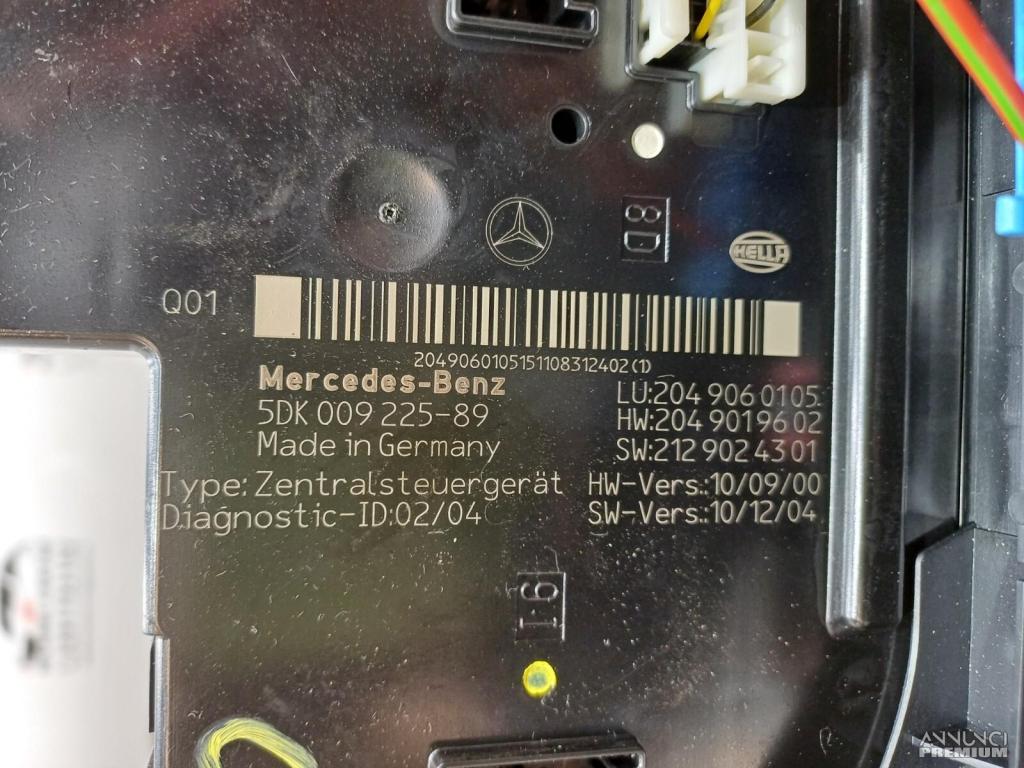 8D
HELLA
Q01
2049060105151108312402(1)
Mercedes-Benz
5DK 009 225-89
Made in Germany
LU:204 906 0105
HW:204 901 96 02
SW:212 902 43 01
Type: Zentralsteuergerät
Diagnostic-ID:02/04
HW-Vers.:10/09/00
SW-Vers.:10/12/04
I6
ANNUNCI
PREMIUM